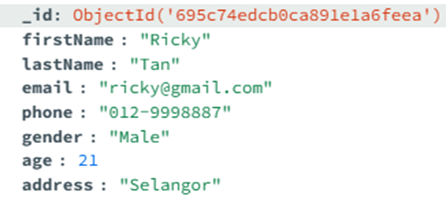 _id: ObjectId('695c74edcb0ca891e1a6feea')
firstName : "Ricky"
lastName : "Tan"
email : "ricky@gmail.com"
phone : "012-9998887"
gender : "Male"
age : 21
address : "Selangor"